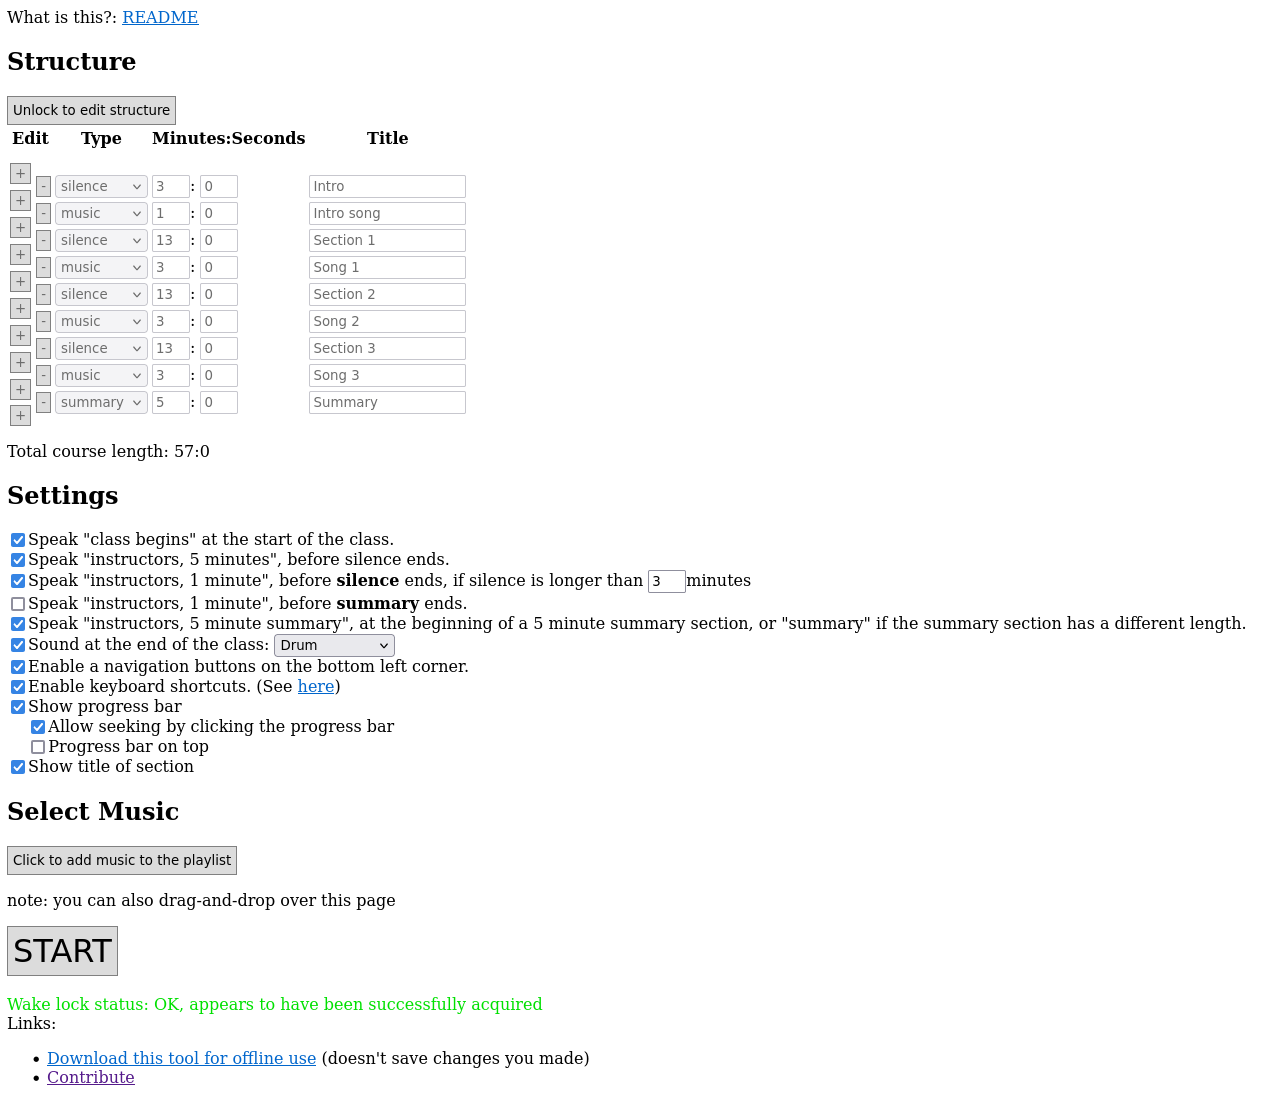 What is this?: README
Structure
Unlock to edit structure
Edit Type Minutes:Seconds Title
+
- silence 3 : 0 Intro
+
- music 1 : 0 Intro song
+
- silence 13 : 0 Section 1
+
- music 3 : 0 Song 1
+
- silence 13 : 0 Section 2
+
- music 3 : 0 Song 2
+
- silence 13 : 0 Section 3
+
- music 3 : 0 Song 3
+
- summary 5 : 0 Summary
+
Total course length: 57:0
Settings
Speak "class begins" at the start of the class.
Speak "instructors, 5 minutes", before silence ends.
Speak "instructors, 1 minute", before silence ends, if silence is longer than 3 minutes
Speak "instructors, 1 minute", before summary ends.
Speak "instructors, 5 minute summary", at the beginning of a 5 minute summary section, or "summary" if the summary section has a different length.
Sound at the end of the class: Drum
Enable a navigation buttons on the bottom left corner.
Enable keyboard shortcuts. (See here)
Show progress bar
Allow seeking by clicking the progress bar
Progress bar on top
Show title of section
Select Music
Click to add music to the playlist
note: you can also drag-and-drop over this page
START
Wake lock status: OK, appears to have been successfully acquired
Links:
• Download this tool for offline use (doesn't save changes you made)
• Contribute